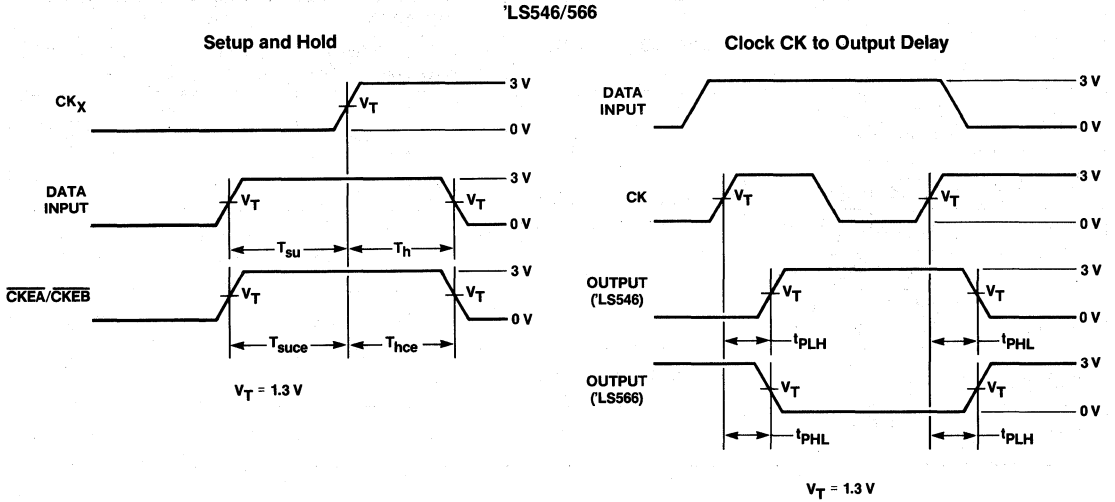 'LS546/566
Setup and Hold
CKX
VT
3 V
0 V
DATA
INPUT
VT
VT
3 V
0 V
Tsu
Th
CKEA/CKEB
VT
VT
3 V
0 V
Tsuce
Thce
VT = 1.3 V
Clock CK to Output Delay
DATA
INPUT
3 V
0 V
CK
VT
VT
3 V
0 V
OUTPUT
('LS546)
VT
VT
3 V
0 V
tPLH
tPHL
OUTPUT
('LS566)
VT
VT
3 V
0 V
tPHL
tPLH
VT = 1.3 V